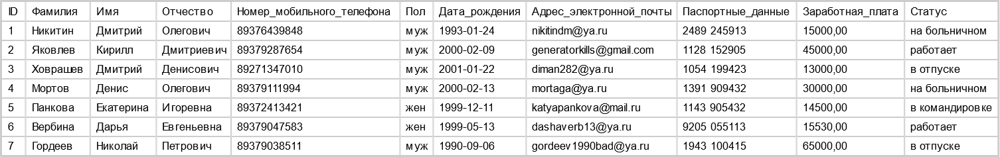 ID Фамилия Имя Отчество Номер_мобильного_телефона Пол Дата_рождения Адрес_электронной_почты Паспортные_данные Заработная_плата Статус
1 Никитин Дмитрий Олегович 89376439848 муж 1993-01-24 nikitindm@ya.ru 2489 245913 15000,00 на больничном
2 Яковлев Кирилл Дмитриевич 89379287654 муж 2000-02-09 generatorkills@gmail.com 1128 152905 45000,00 работает
3 Ховрашев Дмитрий Денисович 89271347010 муж 2001-01-22 diman282@ya.ru 1054 199423 13000,00 в отпуске
4 Мортов Денис Олегович 89379111994 муж 2000-02-13 mortaga@ya.ru 1391 909432 30000,00 на больничном
5 Панкова Екатерина Игоревна 89372413421 жен 1999-12-11 katyapankova@mail.ru 1143 905432 14500,00 в командировке
6 Вербина Дарья Евгеньевна 89379047583 жен 1999-05-13 dashaverb13@ya.ru 9205 055113 15530,00 работает
7 Гордеев Николай Петрович 89379038511 муж 1990-09-06 gordeev1990bad@ya.ru 1943 100415 65000,00 в отпуске